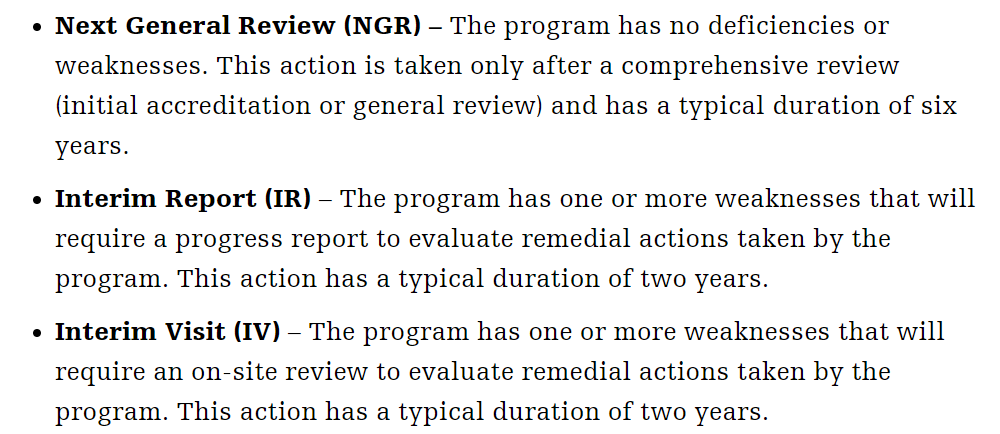 • Next General Review (NGR) – The program has no deficiencies or
weaknesses. This action is taken only after a comprehensive review
(initial accreditation or general review) and has a typical duration of six
years.
• Interim Report (IR) – The program has one or more weaknesses that will
require a progress report to evaluate remedial actions taken by the
program. This action has a typical duration of two years.
• Interim Visit (IV) – The program has one or more weaknesses that will
require an on-site review to evaluate remedial actions taken by the
program. This action has a typical duration of two years.